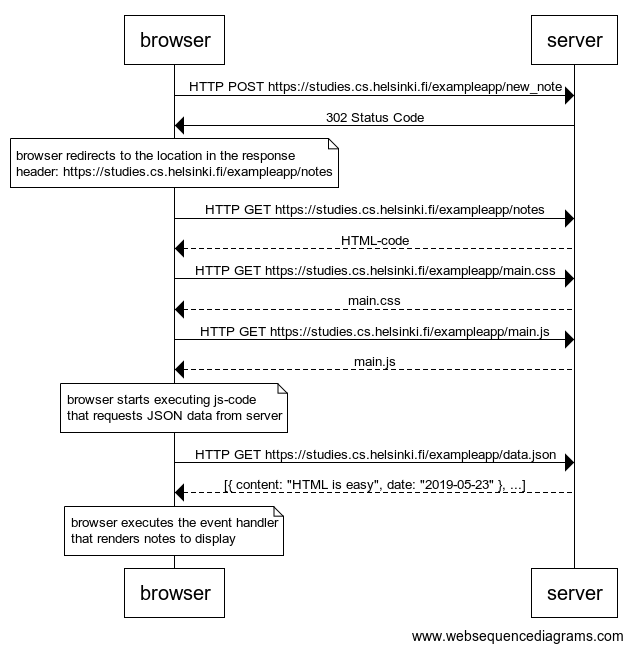 browser
server
HTTP POST https://studies.cs.helsinki.fi/exampleapp/new_note
302 Status Code
browser redirects to the location in the response
header: https://studies.cs.helsinki.fi/exampleapp/notes
HTTP GET https://studies.cs.helsinki.fi/exampleapp/notes
HTML-code
HTTP GET https://studies.cs.helsinki.fi/exampleapp/main.css
main.css
HTTP GET https://studies.cs.helsinki.fi/exampleapp/main.js
main.js
browser starts executing js-code
that requests JSON data from server
HTTP GET https://studies.cs.helsinki.fi/exampleapp/data.json
[{ content: "HTML is easy", date: "2019-05-23" }, ...]
browser executes the event handler
that renders notes to display
browser
server
www.websequencediagrams.com